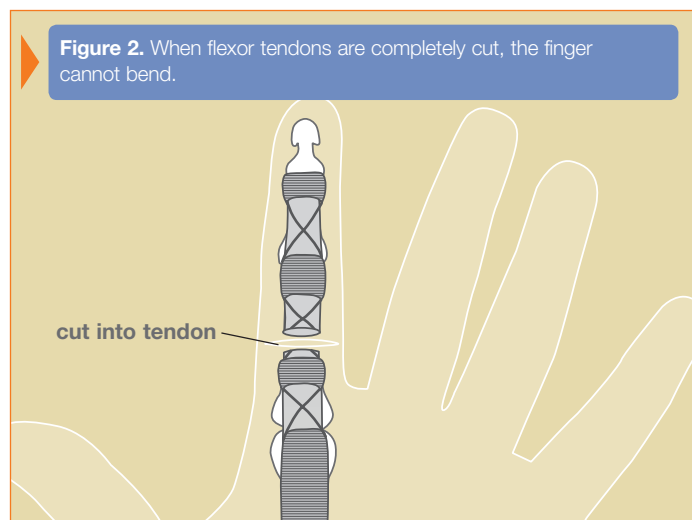 Figure 2. When flexor tendons are completely cut, the finger
cannot bend.
cut into tendon